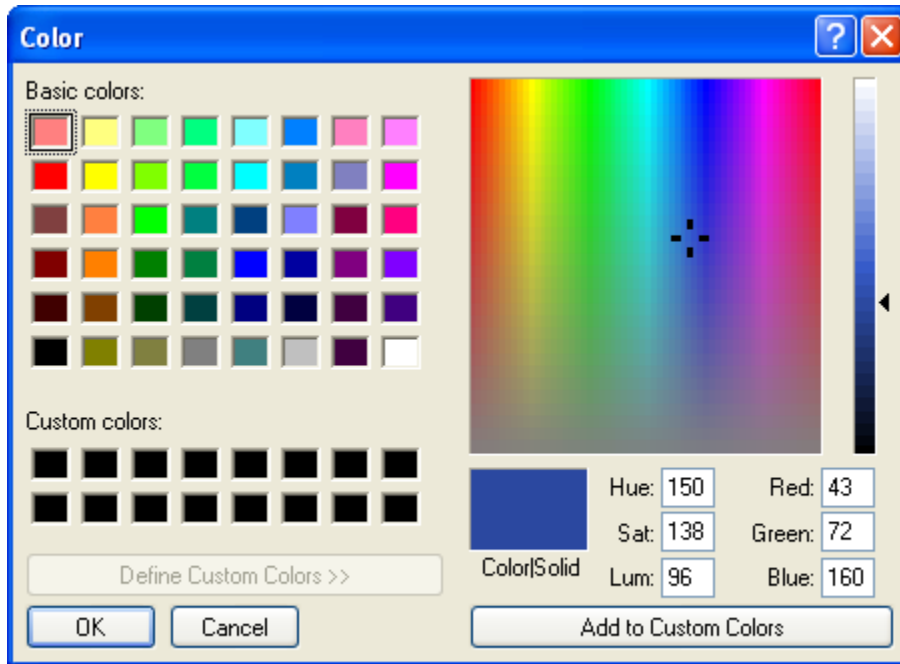 Color
Basic colors:
Custom colors:
Define Custom Colors >>
OK Cancel
Color|Solid
Hue: 150 Red: 43
Sat: 138 Green: 72
Lum: 96 Blue: 160
Add to Custom Colors